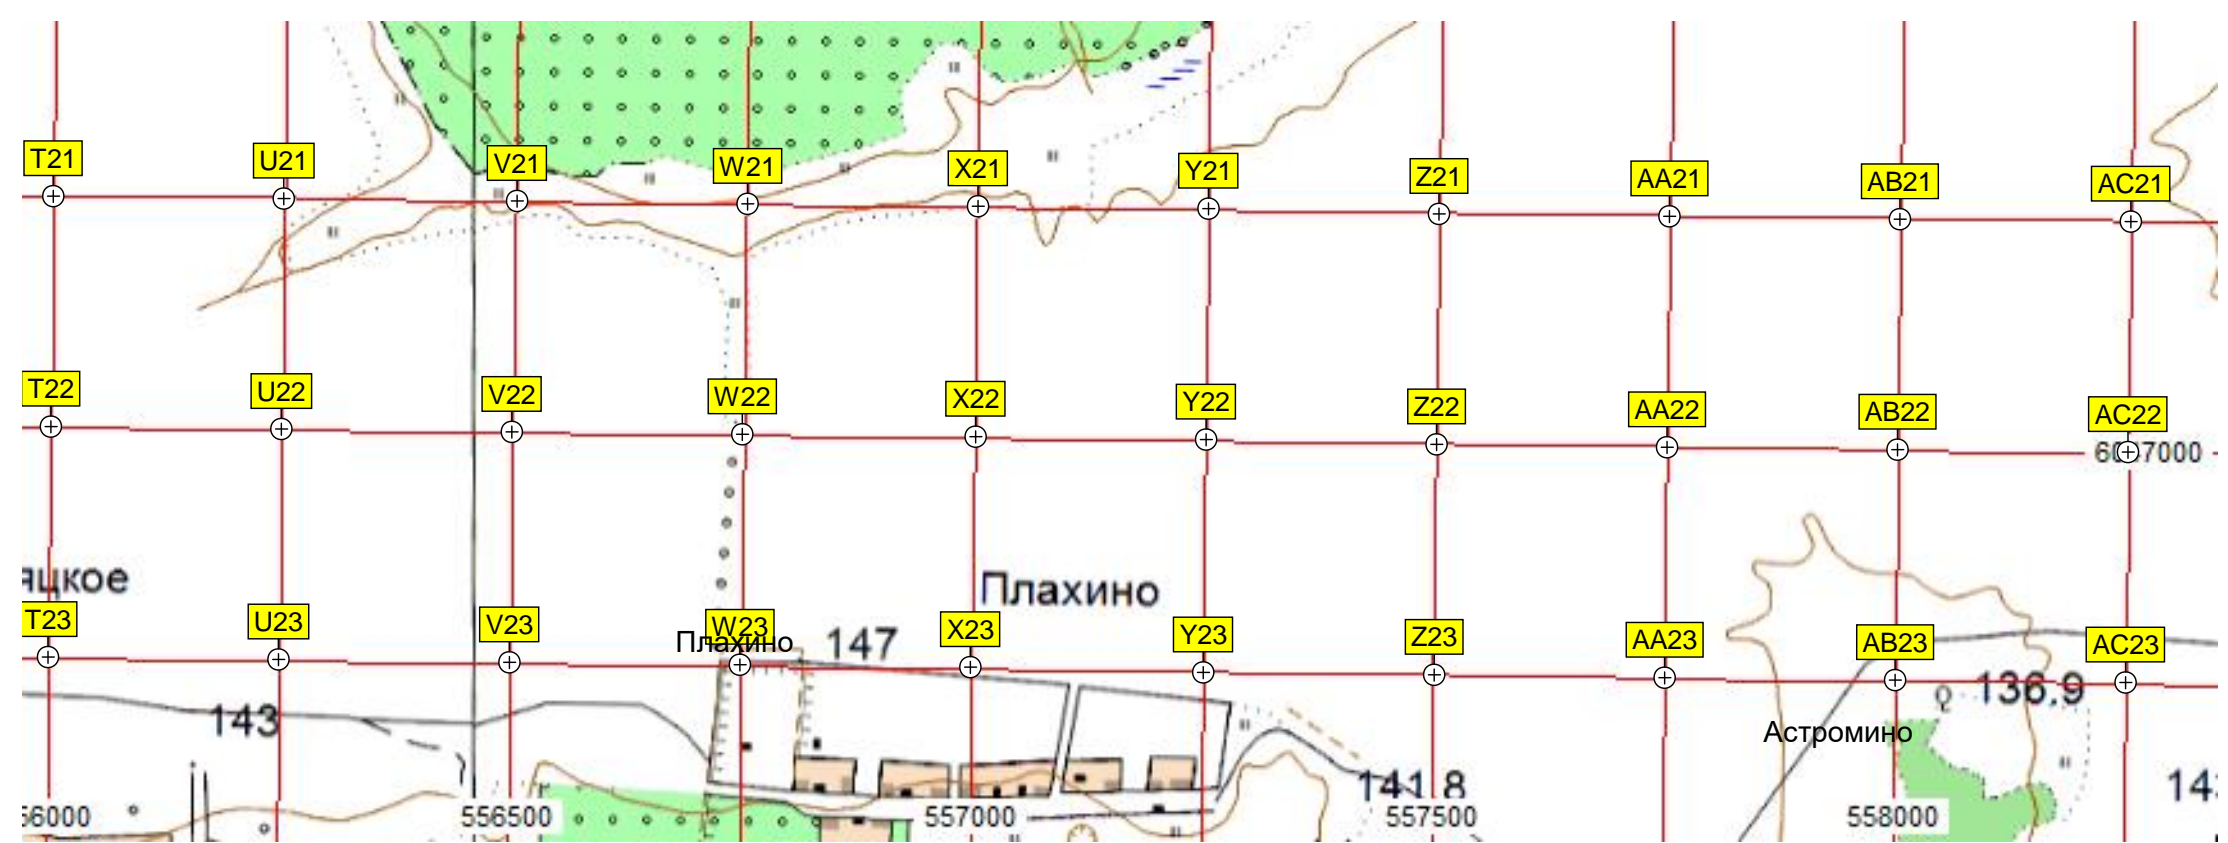 T21 U21 V21 W21 X21 Y21 Z21 AA21 AB21 AC21
T22 U22 V22 W22 X22 Y22 Z22 AA22 AB22 AC22
яцкое
Плахино
T23 U23 V23 W23 X23 Y23 Z23 AA23 AB23 AC23
Плахино
147
136.9
143
Астромино
141.8
56000 556500 557000 557500 558000